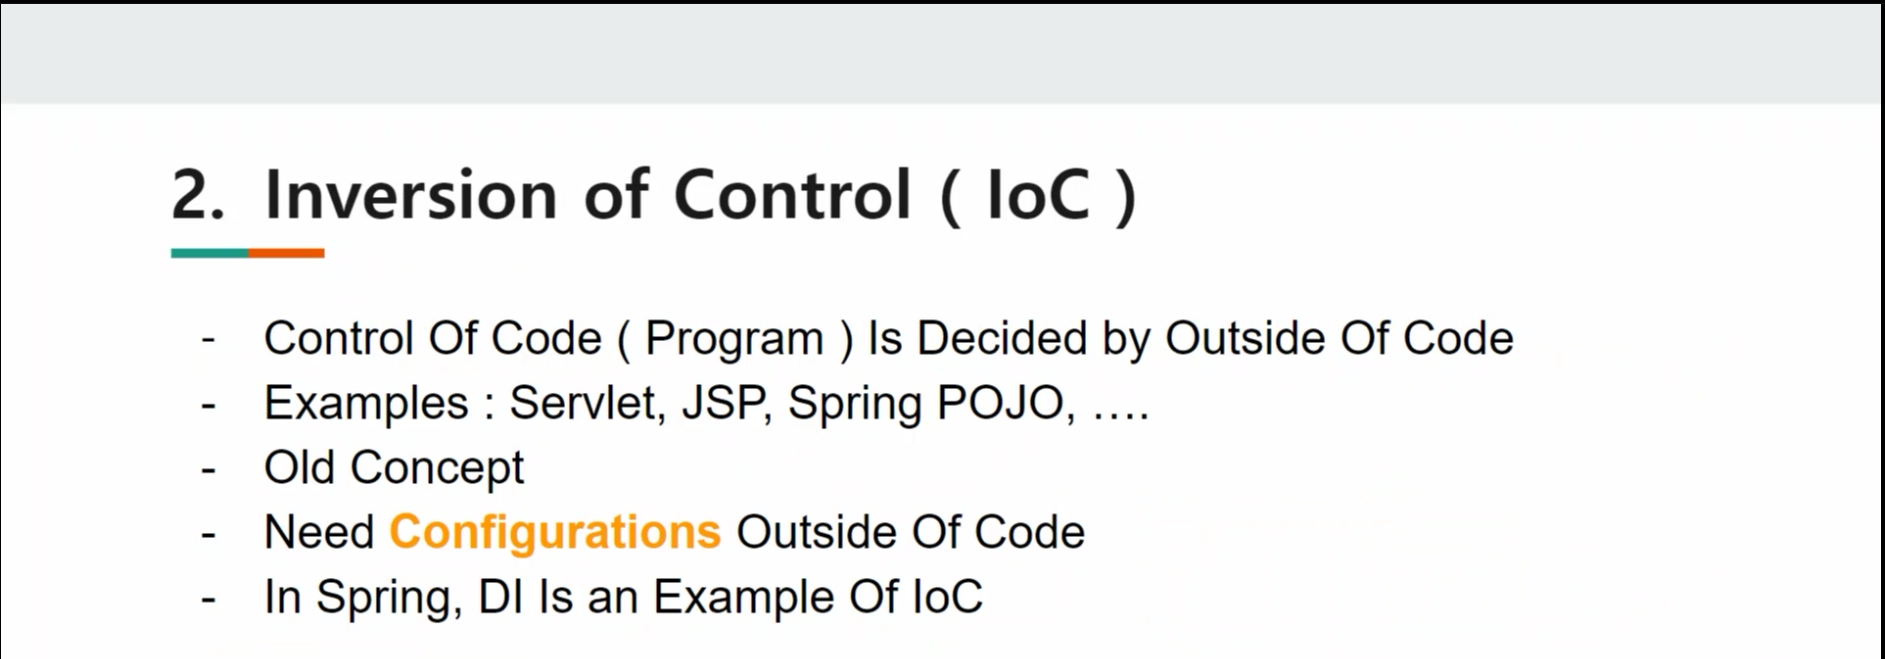 2. Inversion of Control ( IoC )
- Control Of Code ( Program ) Is Decided by Outside Of Code
- Examples : Servlet, JSP, Spring POJO, ....
- Old Concept
- Need Configurations Outside Of Code
- In Spring, DI Is an Example Of IoC